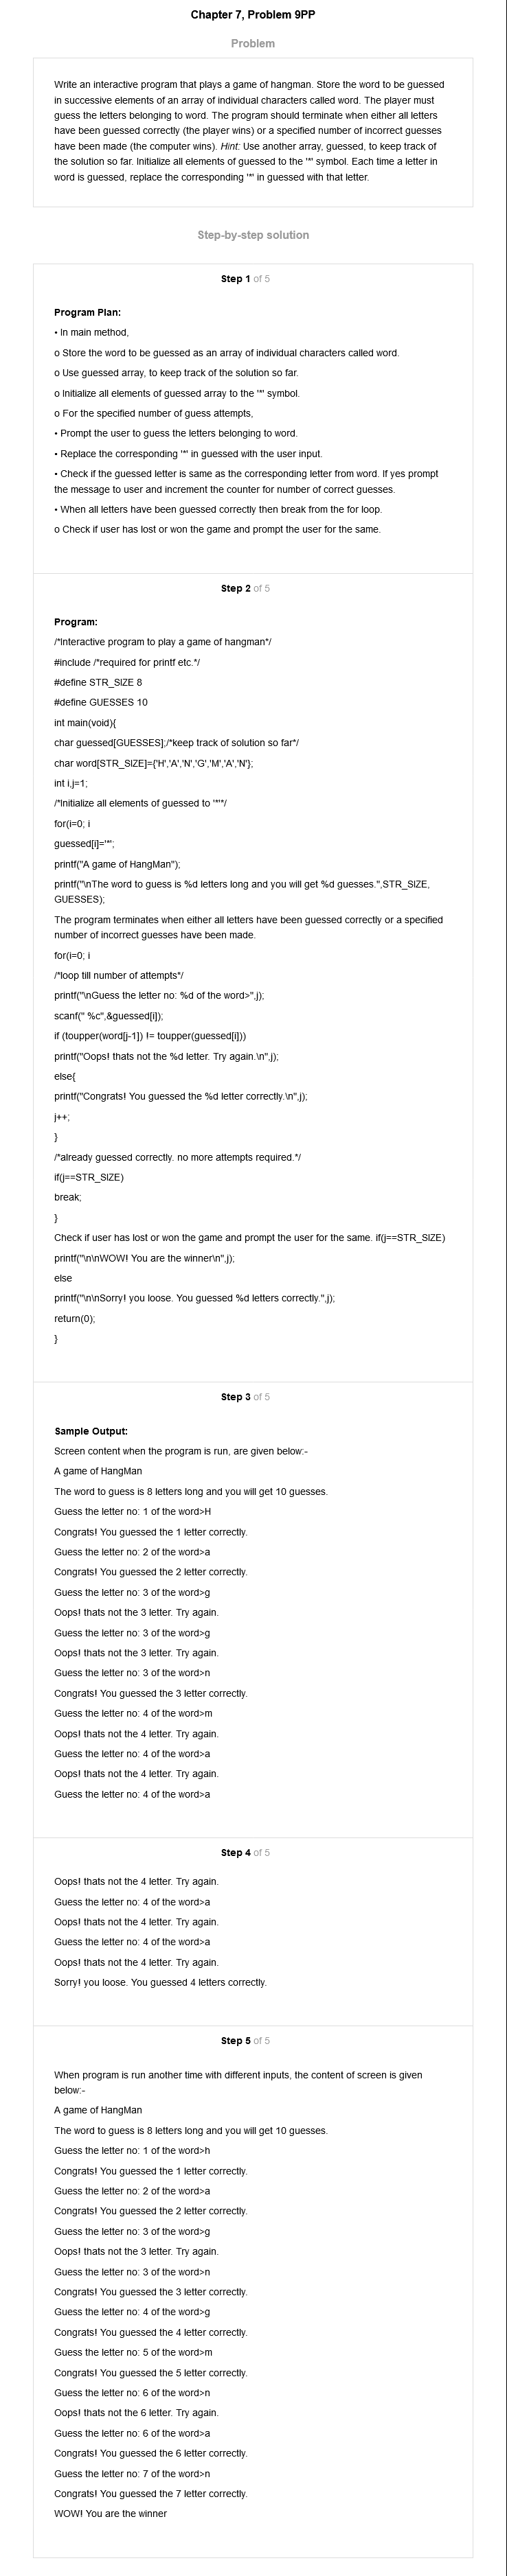 Chapter 7, Problem 9PP
Problem
Write an interactive program that plays a game of hangman. Store the word to be guessed
in successive elements of an array of individual characters called word. The player must
guess the letters belonging to word. The program should terminate when either all letters
have been guessed correctly (the player wins) or a specified number of incorrect guesses
have been made (the computer wins). Hint: Use another array, guessed, to keep track of
the solution so far. Initialize all elements of guessed to the '*' symbol. Each time a letter in
word is guessed, replace the corresponding '*' in guessed with that letter.
Step-by-step solution
Step 1 of 5
Program Plan:
• In main method,
o Store the word to be guessed as an array of individual characters called word.
o Use guessed array, to keep track of the solution so far.
o Initialize all elements of guessed array to the '*' symbol.
o For the specified number of guess attempts,
• Prompt the user to guess the letters belonging to word.
• Replace the corresponding '*' in guessed with the user input.
• Check if the guessed letter is same as the corresponding letter from word. If yes prompt
the message to user and increment the counter for number of correct guesses.
• When all letters have been guessed correctly then break from the for loop.
o Check if user has lost or won the game and prompt the user for the same.
Step 2 of 5
Program:
/*Interactive program to play a game of hangman*/
#include /*required for printf etc.*/
#define STR_SIZE 8
#define GUESSES 10
int main(void){
char guessed[GUESSES];/*keep track of solution so far*/
char word[STR_SIZE]={'H','A','N','G','M','A','N'};
int i,j=1;
/*Initialize all elements of guessed to '*'*/
for(i=0; i
guessed[i]='*';
printf("A game of HangMan");
printf("\nThe word to guess is %d letters long and you will get %d guesses.",STR_SIZE,
GUESSES);
The program terminates when either all letters have been guessed correctly or a specified
number of incorrect guesses have been made.
for(i=0; i
/*loop till number of attempts*/
printf("\nGuess the letter no: %d of the word>",j);
scanf(" %c",&guessed[i]);
if (toupper(word[j-1]) != toupper(guessed[i]))
printf("Oops! thats not the %d letter. Try again.\n",j);
else{
printf("Congrats! You guessed the %d letter correctly.\n",j);
j++;
}
/*already guessed correctly. no more attempts required.*/
if(j==STR_SIZE)
break;
}
Check if user has lost or won the game and prompt the user for the same. if(j==STR_SIZE)
printf("\n\nWOW! You are the winner\n",j);
else
printf("\n\nSorry! you loose. You guessed %d letters correctly.",j);
return(0);
}
Step 3 of 5
Sample Output:
Screen content when the program is run, are given below:-
A game of HangMan
The word to guess is 8 letters long and you will get 10 guesses.
Guess the letter no: 1 of the word>H
Congrats! You guessed the 1 letter correctly.
Guess the letter no: 2 of the word>a
Congrats! You guessed the 2 letter correctly.
Guess the letter no: 3 of the word>g
Oops! thats not the 3 letter. Try again.
Guess the letter no: 3 of the word>g
Oops! thats not the 3 letter. Try again.
Guess the letter no: 3 of the word>n
Congrats! You guessed the 3 letter correctly.
Guess the letter no: 4 of the word>m
Oops! thats not the 4 letter. Try again.
Guess the letter no: 4 of the word>a
Oops! thats not the 4 letter. Try again.
Guess the letter no: 4 of the word>a
Step 4 of 5
Oops! thats not the 4 letter. Try again.
Guess the letter no: 4 of the word>a
Oops! thats not the 4 letter. Try again.
Guess the letter no: 4 of the word>a
Oops! thats not the 4 letter. Try again.
Sorry! you loose. You guessed 4 letters correctly.
Step 5 of 5
When program is run another time with different inputs, the content of screen is given
below:-
A game of HangMan
The word to guess is 8 letters long and you will get 10 guesses.
Guess the letter no: 1 of the word>h
Congrats! You guessed the 1 letter correctly.
Guess the letter no: 2 of the word>a
Congrats! You guessed the 2 letter correctly.
Guess the letter no: 3 of the word>g
Oops! thats not the 3 letter. Try again.
Guess the letter no: 3 of the word>n
Congrats! You guessed the 3 letter correctly.
Guess the letter no: 4 of the word>g
Congrats! You guessed the 4 letter correctly.
Guess the letter no: 5 of the word>m
Congrats! You guessed the 5 letter correctly.
Guess the letter no: 6 of the word>n
Oops! thats not the 6 letter. Try again.
Guess the letter no: 6 of the word>a
Congrats! You guessed the 6 letter correctly.
Guess the letter no: 7 of the word>n
Congrats! You guessed the 7 letter correctly.
WOW! You are the winner